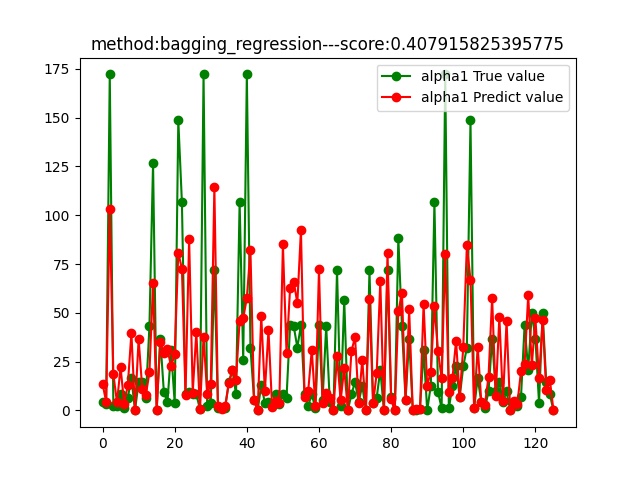 method:bagging_regression---score:0.407915825395775
alpha1 True value
alpha1 Predict value
175
150
125
100
75
50
25
0
0 20 40 60 80 100 120